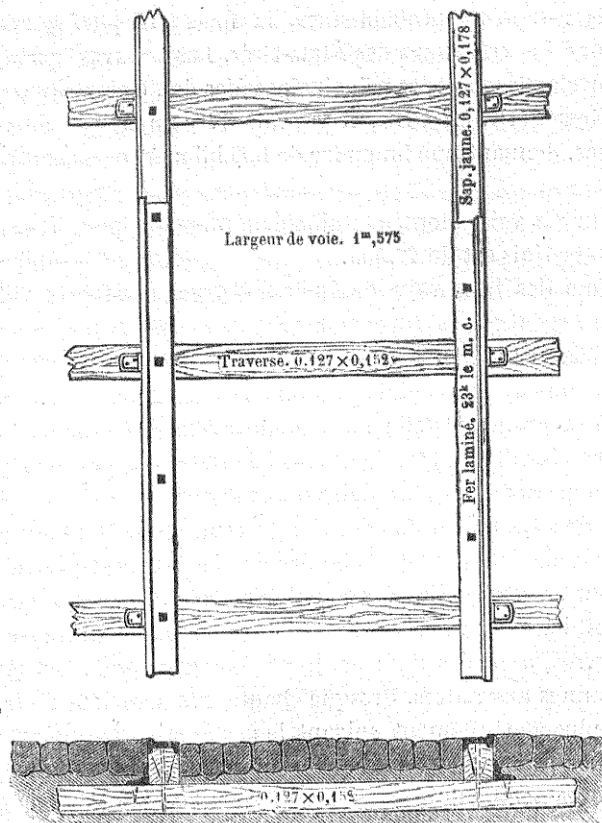 Sap. jaune. 0,127×0,178
Largeur de voie. 1ᵐ,575
Traverse. 0.127×0,152
Fer laminé. 23ᵏ le m. c.
0.127×0,152